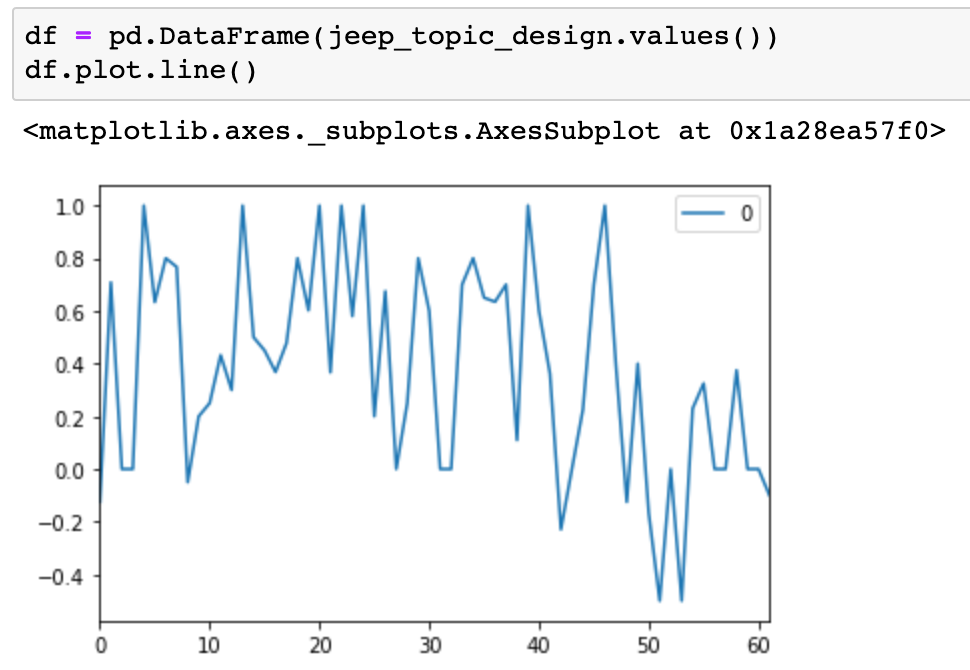 df = pd.DataFrame(jeep_topic_design.values())
df.plot.line()
<matplotlib.axes._subplots.AxesSubplot at 0x1a28ea57f0>
1.0
0
0.8
0.6
0.4
0.2
0.0
−0.2
−0.4
0 10 20 30 40 50 60